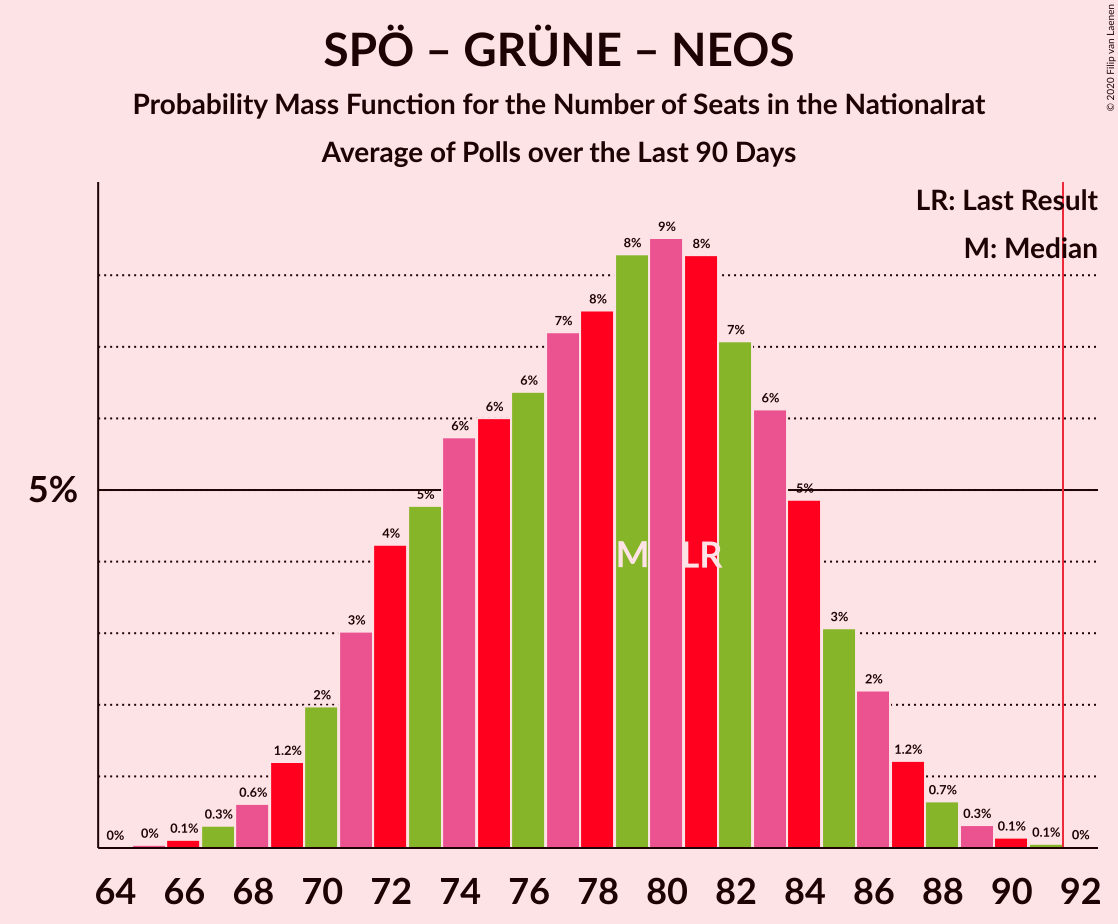 SPÖ – GRÜNE – NEOS
Probability Mass Function for the Number of Seats in the Nationalrat
Average of Polls over the Last 90 Days
© 2020 Filip van Laenen
LR: Last Result
M: Median
5%
0% 0% 0.1% 0.3% 0.6% 1.2% 2% 3% 4% 5% 6% 6% 6% 7% 8% 8% 9% 8% 7% 6% 5% 3% 2% 1.2% 0.7% 0.3% 0.1% 0.1% 0%
M LR
64 66 68 70 72 74 76 78 80 82 84 86 88 90 92